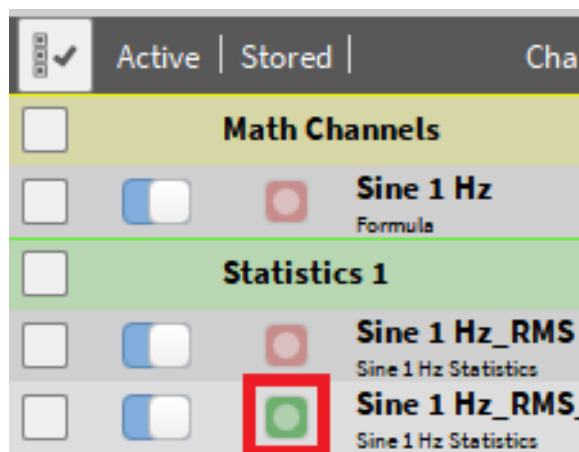 Active Stored Cha
Math Channels
Sine 1 Hz
Formula
Statistics 1
Sine 1 Hz_RMS
Sine 1 Hz Statistics
Sine 1 Hz_RMS_
Sine 1 Hz Statistics